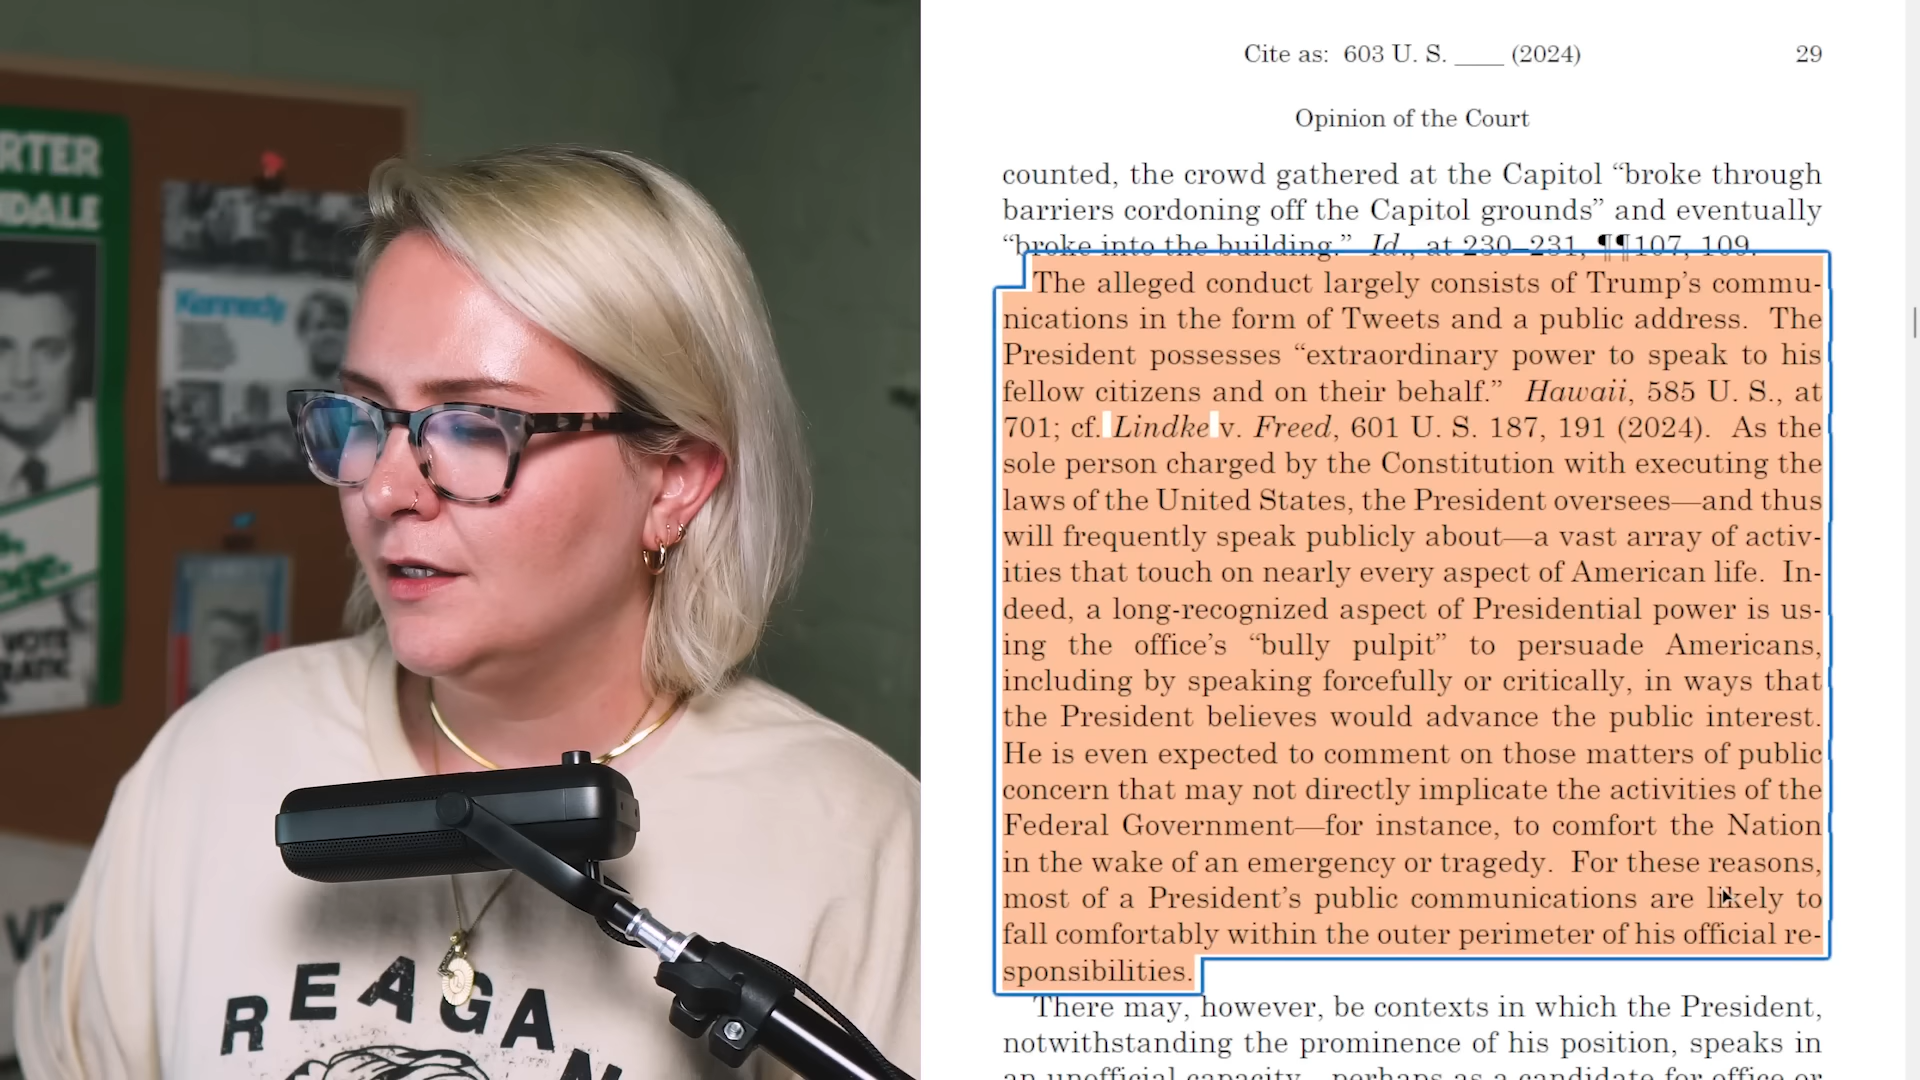 RTER
NDALE
Kennedy
VOTE
REAGAN
Cite as: 603 U. S. ____ (2024) 29
Opinion of the Court
counted, the crowd gathered at the Capitol “broke through
barriers cordoning off the Capitol grounds” and eventually
“broke into the building.” Id., at 230–231, ¶¶107, 109.
The alleged conduct largely consists of Trump’s commu-
nications in the form of Tweets and a public address. The
President possesses “extraordinary power to speak to his
fellow citizens and on their behalf.” Hawaii, 585 U. S., at
701; cf. Lindke v. Freed, 601 U. S. 187, 191 (2024). As the
sole person charged by the Constitution with executing the
laws of the United States, the President oversees—and thus
will frequently speak publicly about—a vast array of activ-
ities that touch on nearly every aspect of American life. In-
deed, a long-recognized aspect of Presidential power is us-
ing the office’s “bully pulpit” to persuade Americans,
including by speaking forcefully or critically, in ways that
the President believes would advance the public interest.
He is even expected to comment on those matters of public
concern that may not directly implicate the activities of the
Federal Government—for instance, to comfort the Nation
in the wake of an emergency or tragedy. For these reasons,
most of a President’s public communications are likely to
fall comfortably within the outer perimeter of his official re-
sponsibilities.
There may, however, be contexts in which the President,
notwithstanding the prominence of his position, speaks in
an unofficial capacity—perhaps as a candidate for office or